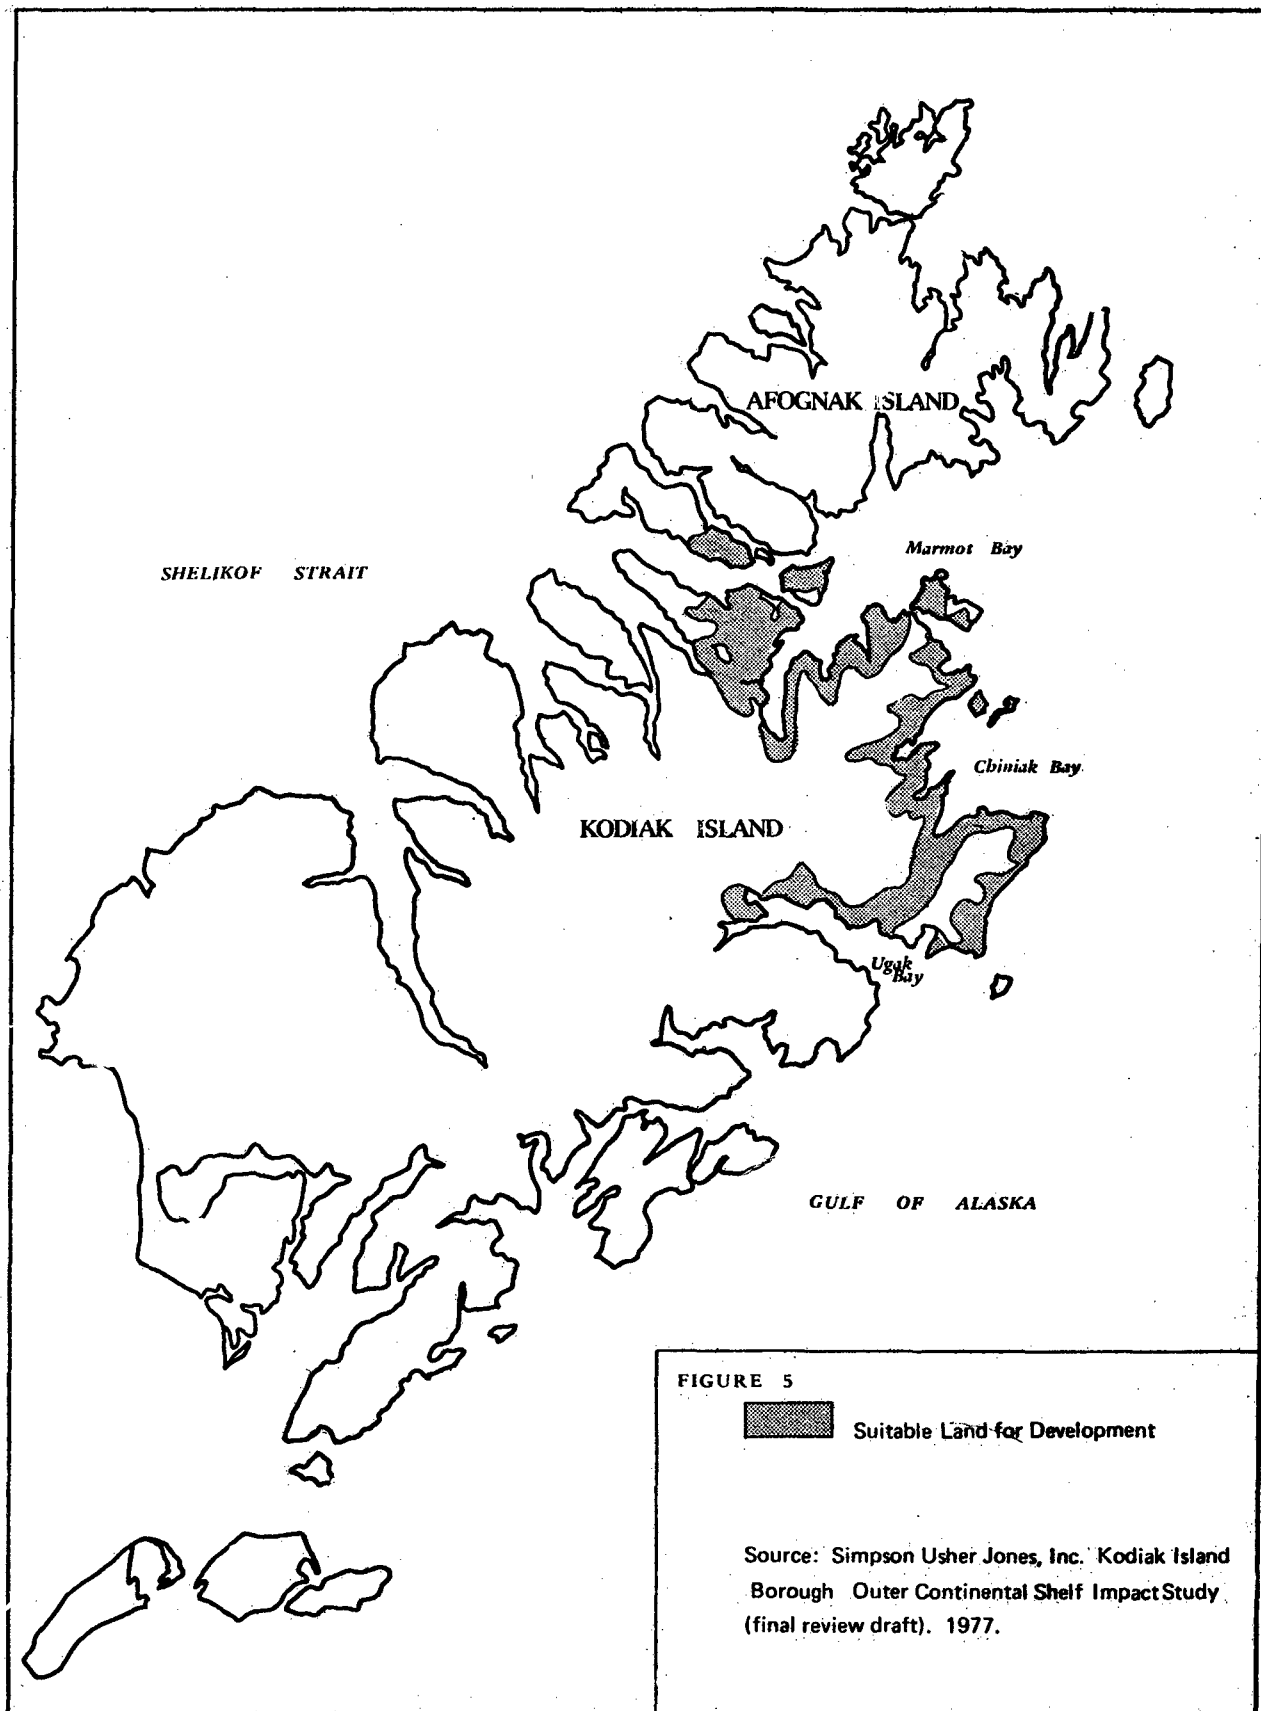 AFOGNAK ISLAND
Marmot Bay
SHELIKOF STRAIT
Chiniak Bay
KODIAK ISLAND
Ugak
Bay
GULF OF ALASKA
FIGURE 5
Suitable Land for Development
Source: Simpson Usher Jones, Inc. Kodiak Island
Borough Outer Continental Shelf Impact Study
(final review draft). 1977.